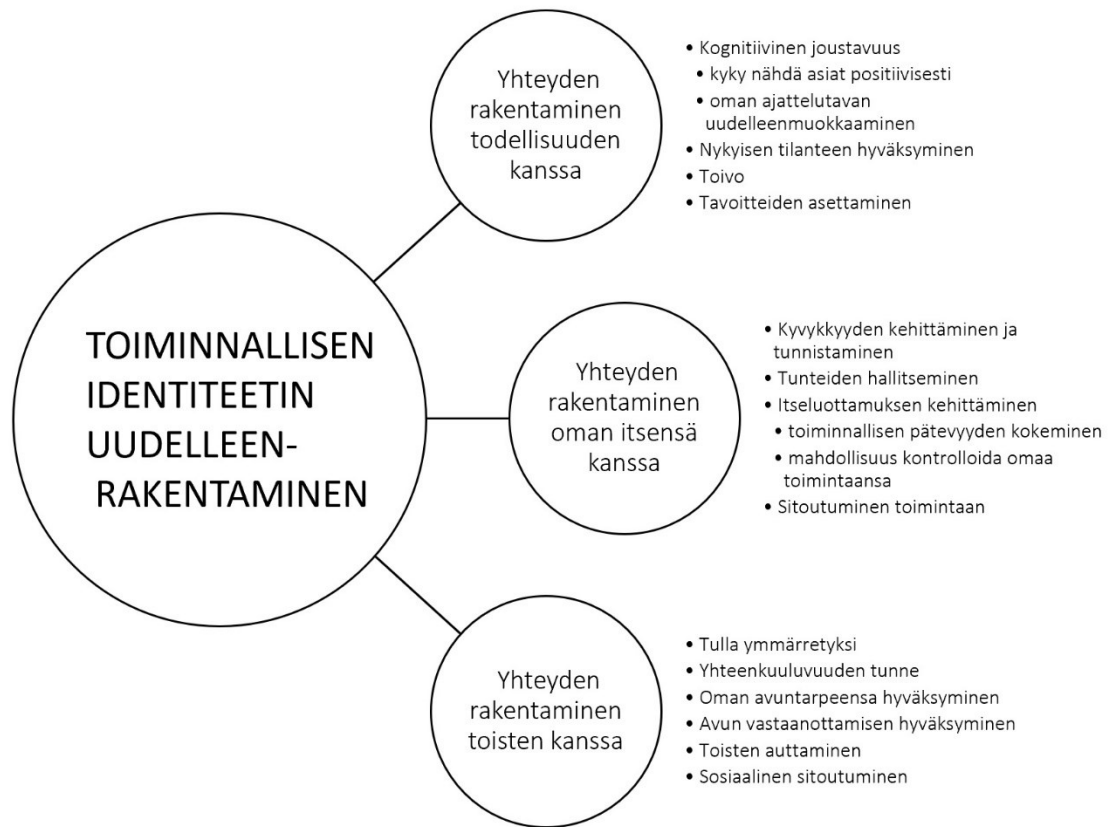 TOIMINNALLISEN
IDENTITEETIN
UUDELLEEN-
RAKENTAMINEN
Yhteyden
rakentaminen
todellisuuden
kanssa
• Kognitiivinen joustavuus
• kyky nähdä asiat positiivisesti
• oman ajattelutavan
uudelleenmuokkaaminen
• Nykyisen tilanteen hyväksyminen
• Toivo
• Tavoitteiden asettaminen
Yhteyden
rakentaminen
oman itsensä
kanssa
• Kyvykkyyden kehittäminen ja
tunnistaminen
• Tunteiden hallitseminen
• Itseluottamuksen kehittäminen
• toiminnallisen pätevyyden kokeminen
• mahdollisuus kontrolloida omaa
toimintaansa
• Sitoutuminen toimintaan
Yhteyden
rakentaminen
toisten kanssa
• Tulla ymmärretyksi
• Yhteenkuuluvuuden tunne
• Oman avuntarpeensa hyväksyminen
• Avun vastaanottamisen hyväksyminen
• Toisten auttaminen
• Sosiaalinen sitoutuminen